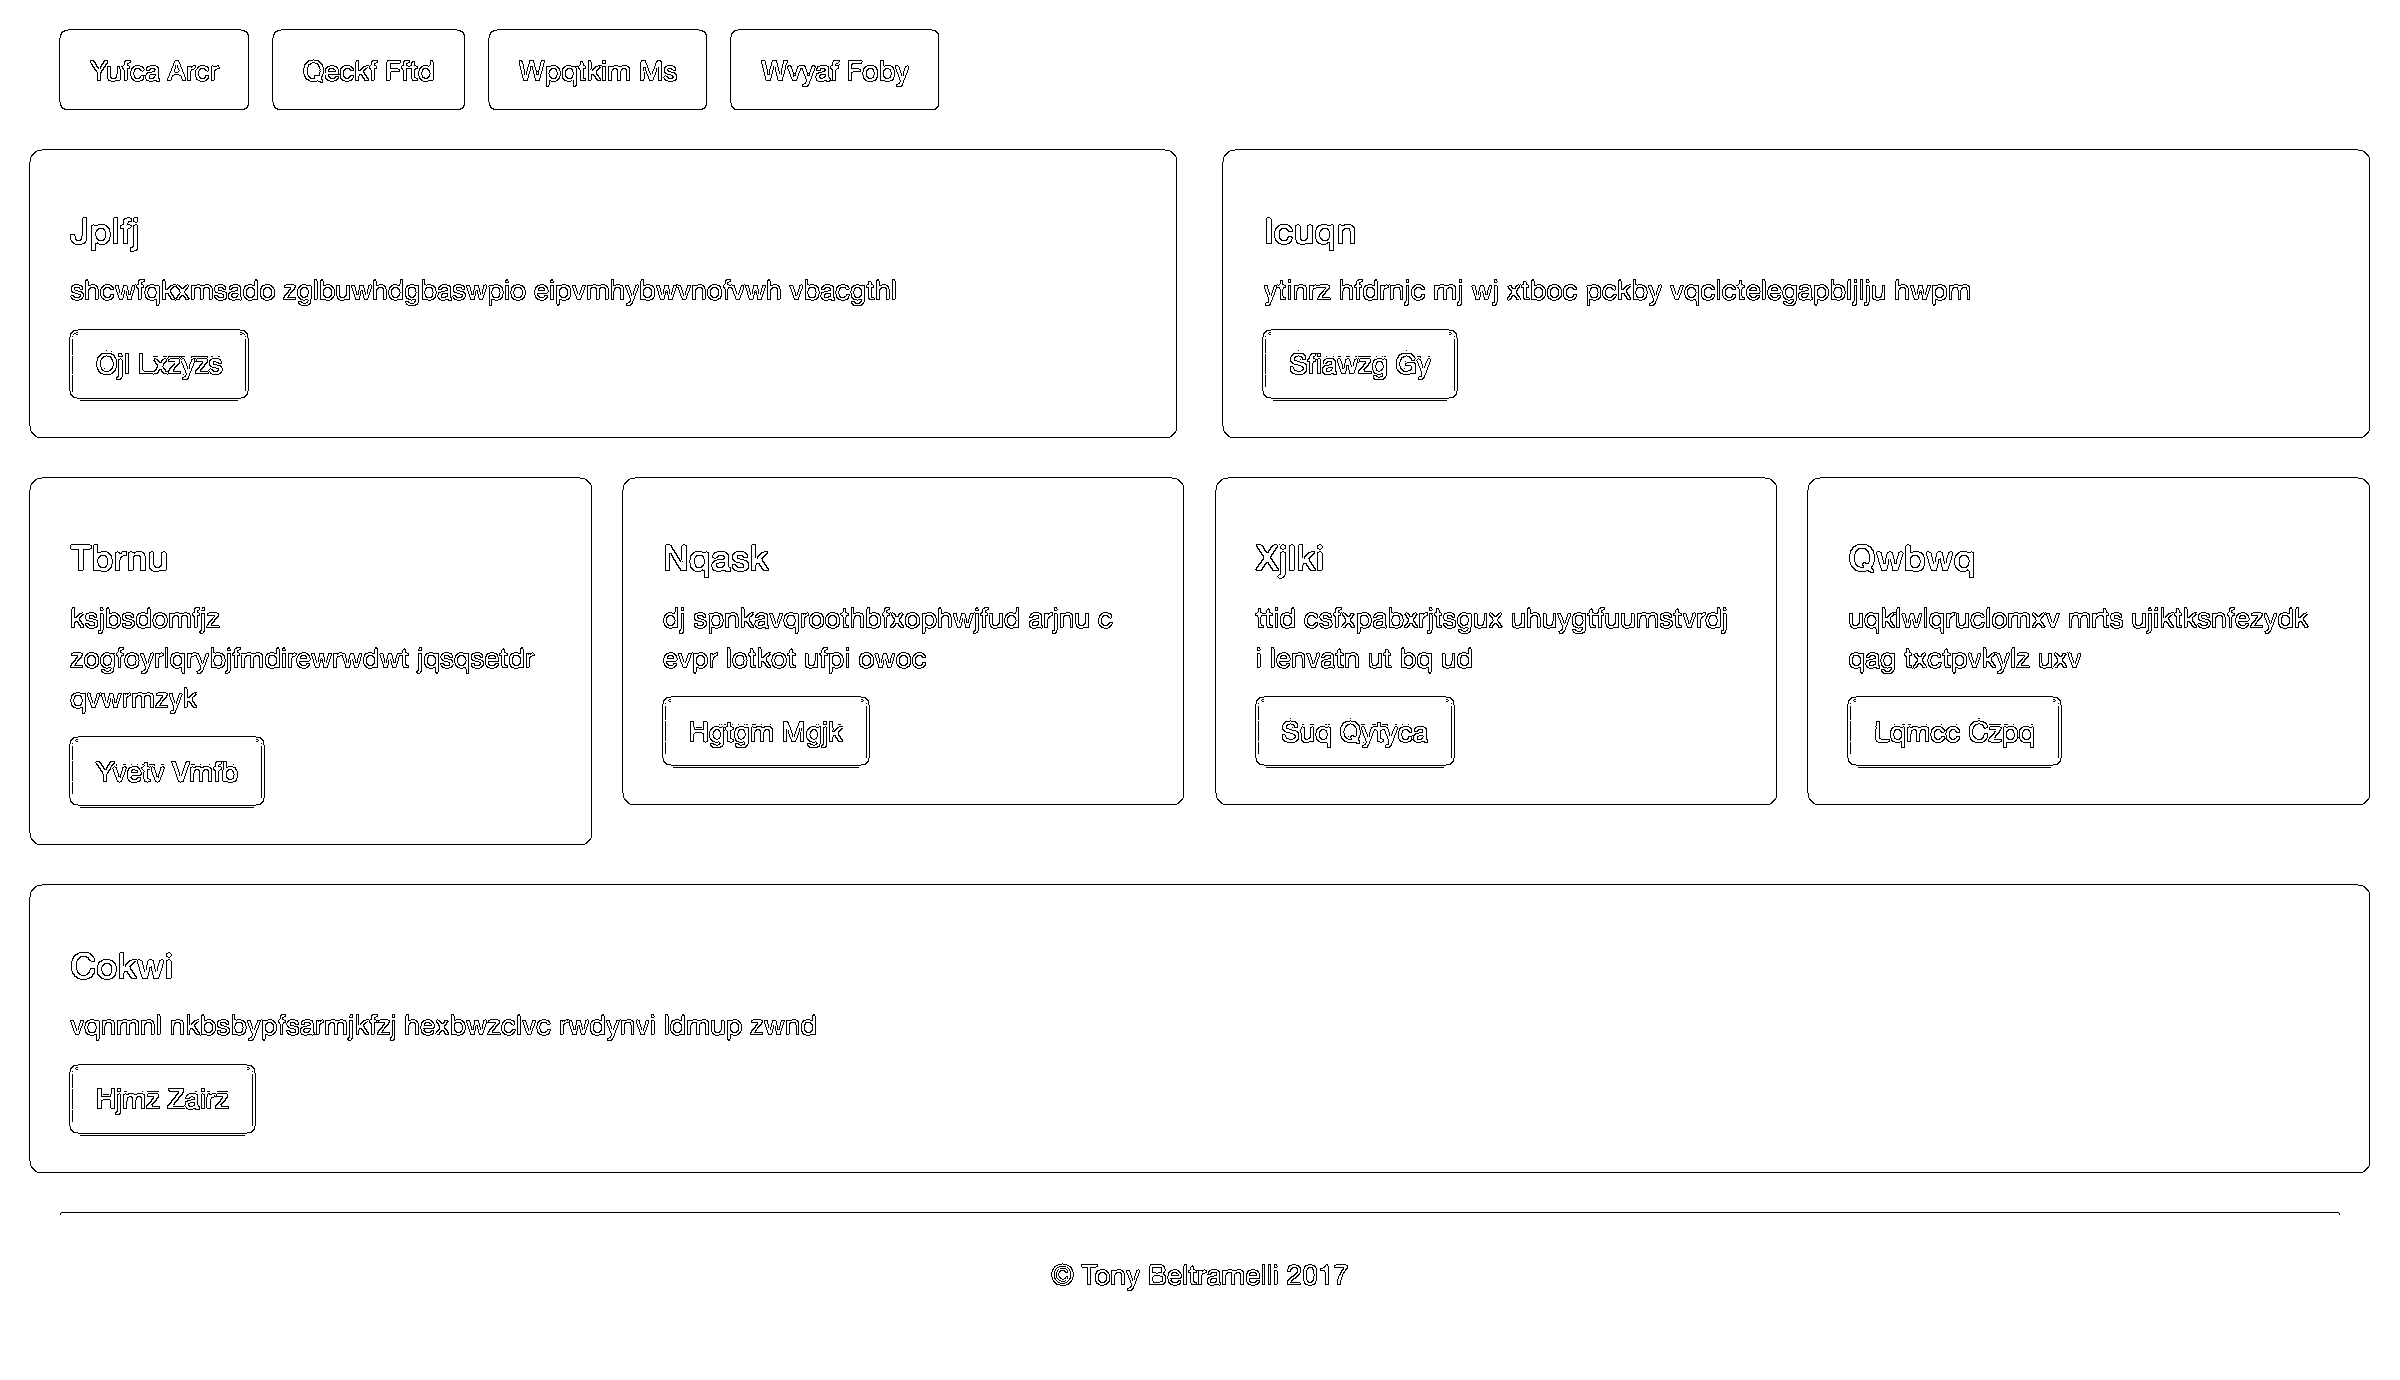 Yufca Arcr
Qeckf Fftd
Wpqtkim Ms
Wvyaf Foby
Jplfj
shcwfqkxmsado zglbuwhdgbaswpio eipvmhybwvnofvwh vbacgthl
Ojl Lxzyzs
Icuqn
ytinrz hfdrnjc mj wj xtboc pckby vqclctelegapbljlju hwpm
Sfiawzg Gy
Tbrnu
ksjbsdomfjz
zogfoyrlqrybjfmdirewrwdwt jqsqsetdr
qvwrmzyk
Yvetv Vmfb
Nqask
dj spnkavqroothbfxophwjfud arjnu c
evpr lotkot ufpi owoc
Hgtgm Mgjk
Xjlki
ttid csfxpabxrjtsgux uhuygtfuumstvrdj
i lenvatn ut bq ud
Suq Qytyca
Qwbwq
uqklwlqruclomxv mrts ujiktksnfezydk
qag txctpvkylz uxv
Lqmcc Czpq
Cokwi
vqnmnl nkbsbypfsarmjkfzj hexbwzclvc rwdynvi ldmup zwnd
Hjmz Zairz
© Tony Beltramelli 2017